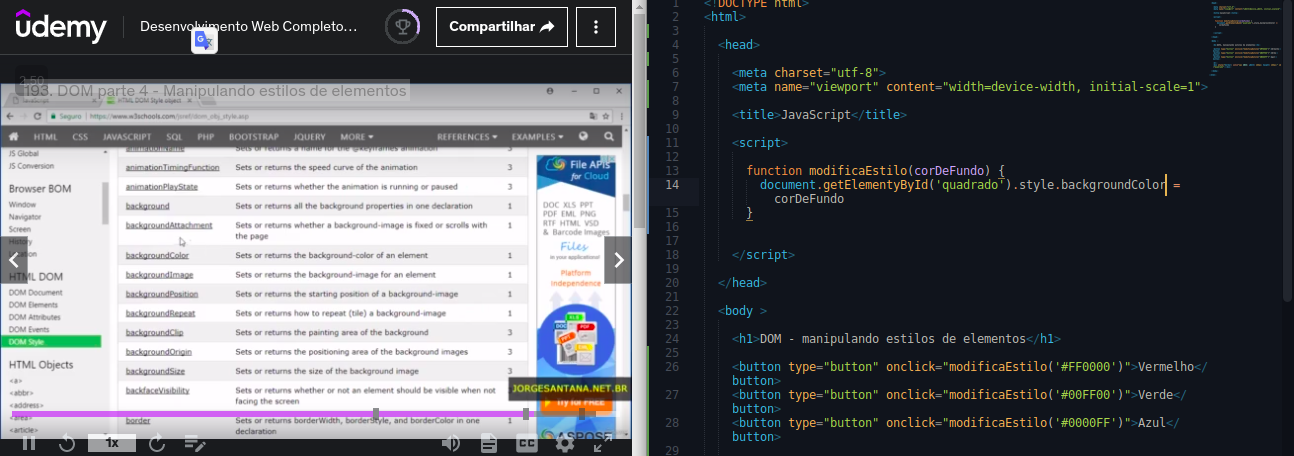 ûdemy
Desenvolvimento Web Completo...
Compartilhar
2:50
193. DOM parte 4 - Manipulando estilos de elementos
HTML DOM Style object
Seguro
https://www.w3schools.com/jsref/dom_obj_style.asp
HTML CSS JAVASCRIPT SQL PHP BOOTSTRAP JQUERY MORE REFERENCES EXAMPLES
JS Global
JS Conversion
Browser BOM
Window
Navigator
Screen
History
Location
HTML DOM
DOM Document
DOM Elements
DOM Attributes
DOM Events
DOM Style
HTML Objects
<a>
<abbr>
<address>
<area>
<article>
animationName Sets or returns a name for the @keyframes animation 3
animationTimingFunction Sets or returns the speed curve of the animation 3
animationPlayState Sets or returns whether the animation is running or paused 3
background Sets or returns all the background properties in one declaration 1
backgroundAttachment Sets or returns whether a background-image is fixed or scrolls with 1
the page
backgroundColor Sets or returns the background-color of an element 1
backgroundImage Sets or returns the background-image for an element 1
backgroundPosition Sets or returns the starting position of a background-image 1
backgroundRepeat Sets or returns how to repeat (tile) a background-image 1
backgroundClip Sets or returns the painting area of the background 3
backgroundOrigin Sets or returns the positioning area of the background images 3
backgroundSize Sets or returns the size of the background image 3
backfaceVisibility Sets or returns whether or not an element should be visible when not
facing the screen
border Sets or returns borderWidth, borderStyle, and borderColor in one 1
declaration
File APIs
for Cloud
DOC XLS PPT
PDF EML PNG
RTF HTML VSD
& Barcode Images
Files
in your applications!
Platform
Independence
JORGESANTANA.NET.BR
Try for FREE
ASPOSE
1x
CC
1 <!DOCTYPE html>
2 <html>
3
4 <head>
5
6 <meta charset="utf-8">
7 <meta name="viewport" content="width=device-width, initial-scale=1">
8
9 <title>JavaScript</title>
10
11 <script>
12
13 function modificaEstilo(corDeFundo) {
14 document.getElementyById('quadrado').style.backgroundColor =
corDeFundo
15 }
16
17
18 </script>
19
20 </head>
21
22 <body >
23
24 <h1>DOM - manipulando estilos de elementos</h1>
25
26 <button type="button" onclick="modificaEstilo('#FF0000')">Vermelho</
button>
27 <button type="button" onclick="modificaEstilo('#00FF00')">Verde</
button>
28 <button type="button" onclick="modificaEstilo('#0000FF')">Azul</
button>
29